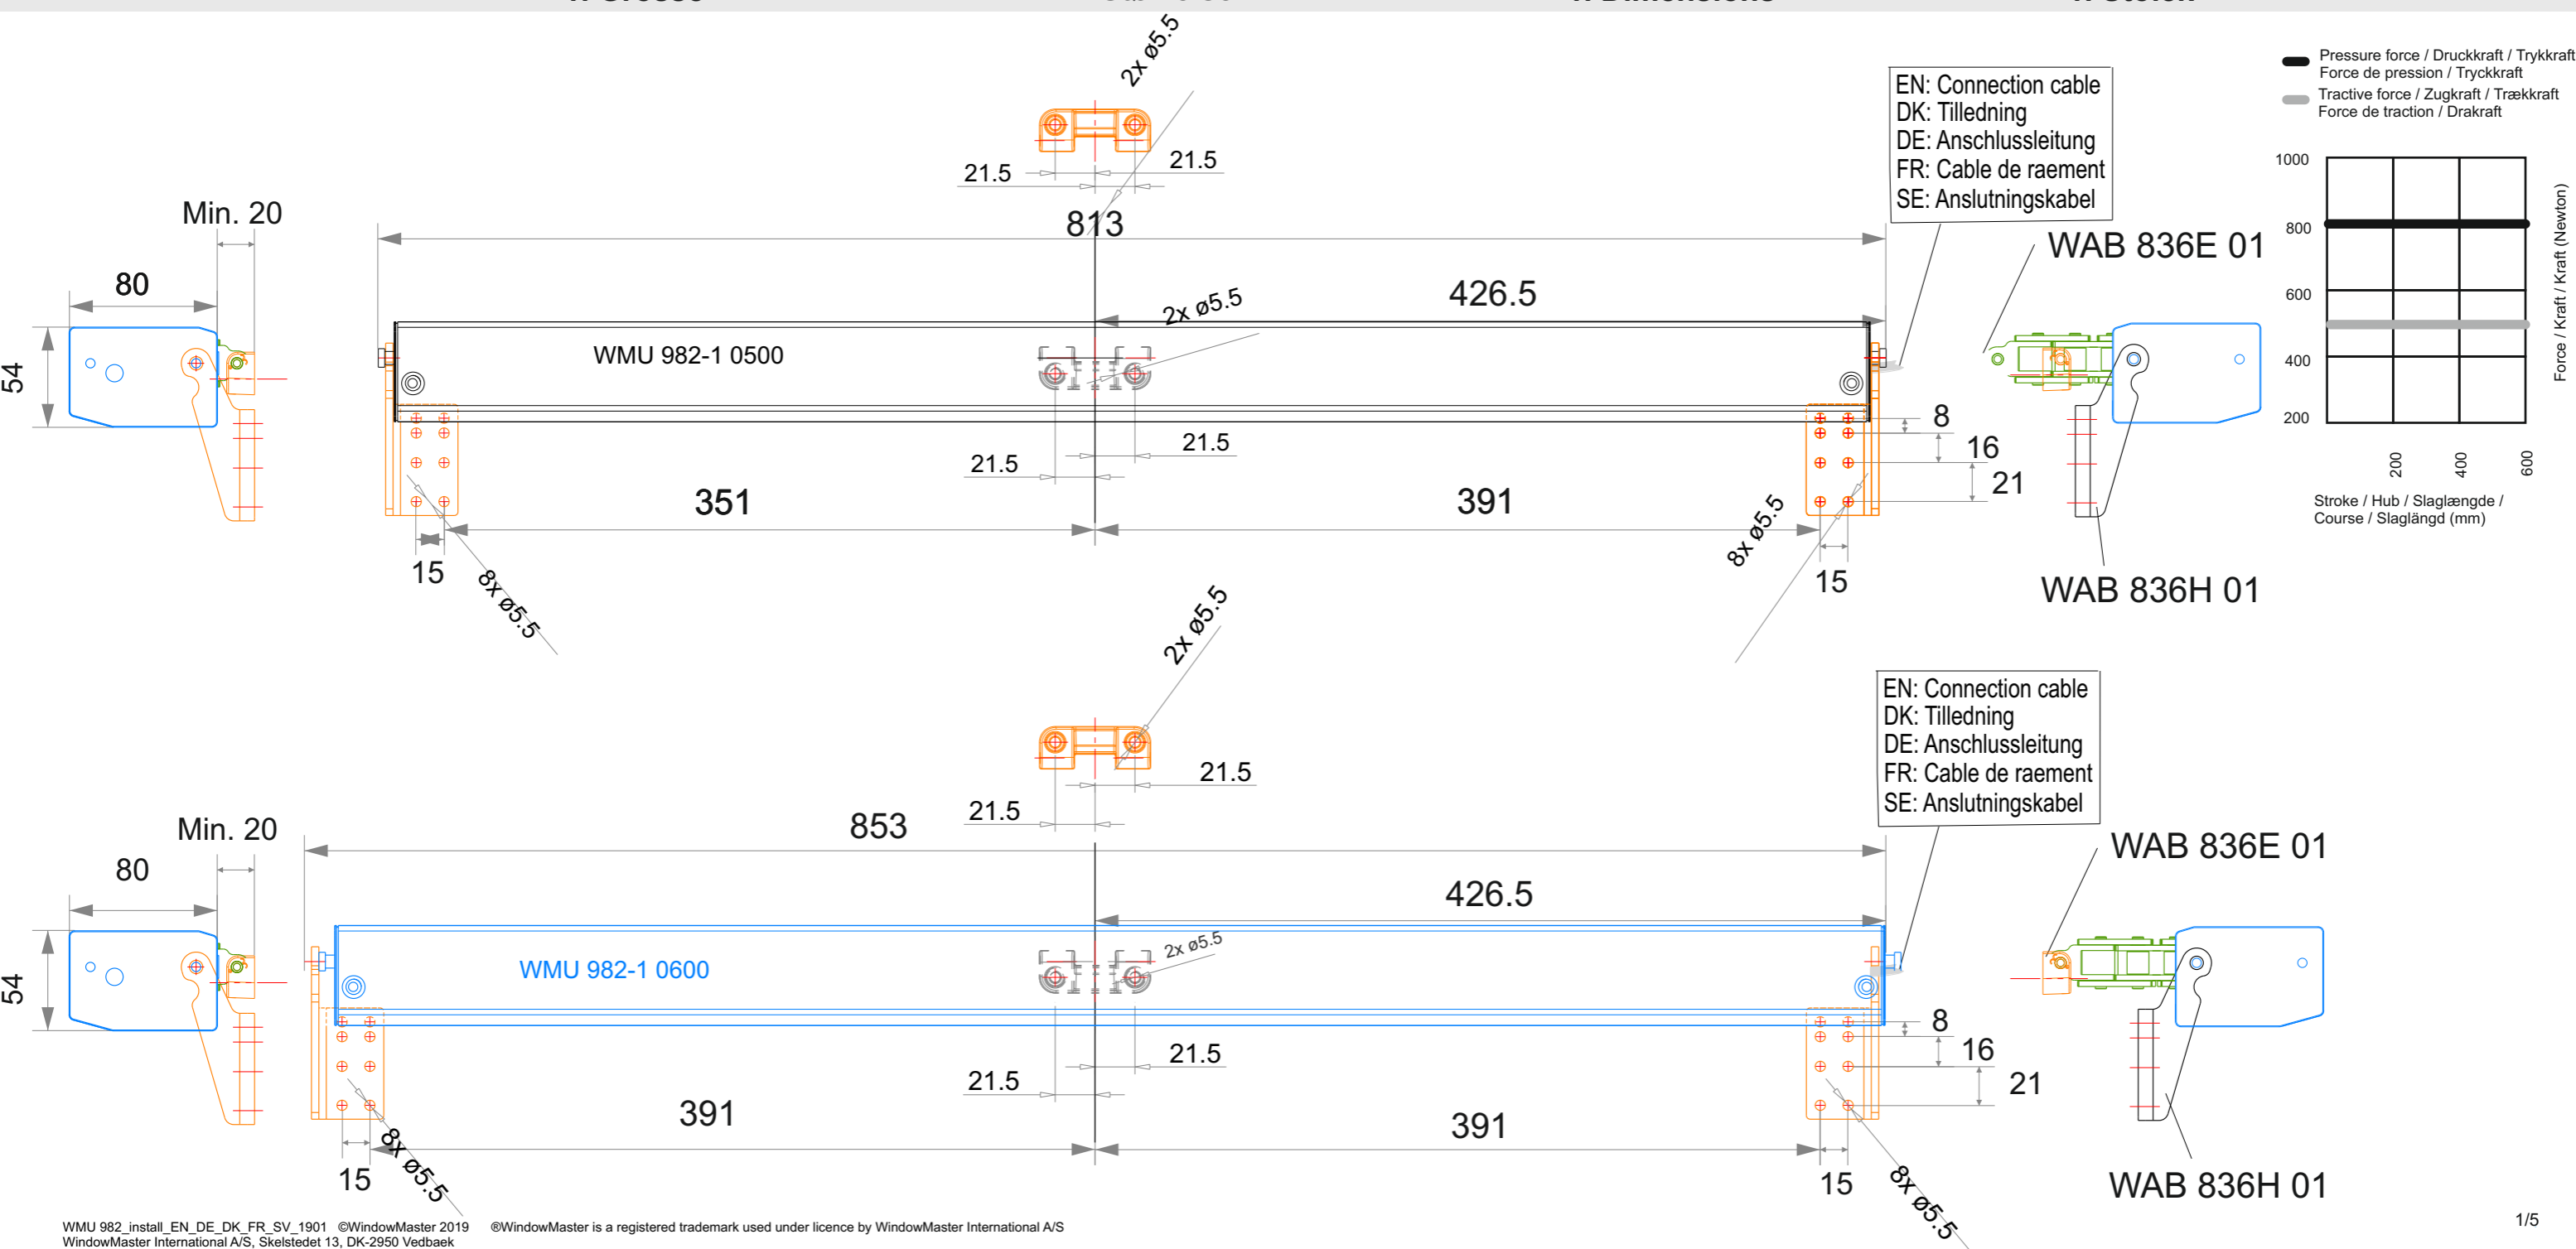 2x ø5.5
21.5
21.5
813
Min. 20
80
54
426.5
2x ø5.5
WMU 982-1 0500
21.5
21.5
351
391
15
8x ø5.5
8
16
21
8x ø5.5
15
EN: Connection cable
DK: Tilledning
DE: Anschlussleitung
FR: Cable de raement
SE: Anslutningskabel
WAB 836E 01
WAB 836H 01
Pressure force / Druckkraft / Trykkraft
Force de pression / Tryckkraft
Tractive force / Zugkraft / Trækkraft
Force de traction / Drakraft
1000
800
600
400
200
200
400
600
Force / Kraft / Kraft (Newton)
Stroke / Hub / Slaglængde /
Course / Slaglängd (mm)
2x ø5.5
21.5
21.5
853
Min. 20
80
54
426.5
2x ø5.5
WMU 982-1 0600
21.5
21.5
391
391
15
8x ø5.5
8
16
21
15
8x ø5.5
EN: Connection cable
DK: Tilledning
DE: Anschlussleitung
FR: Cable de raement
SE: Anslutningskabel
WAB 836E 01
WAB 836H 01
WMU 982_install_EN_DE_DK_FR_SV_1901 ©WindowMaster 2019 ®WindowMaster is a registered trademark used under licence by WindowMaster International A/S
WindowMaster International A/S, Skelstedet 13, DK-2950 Vedbaek
1/5